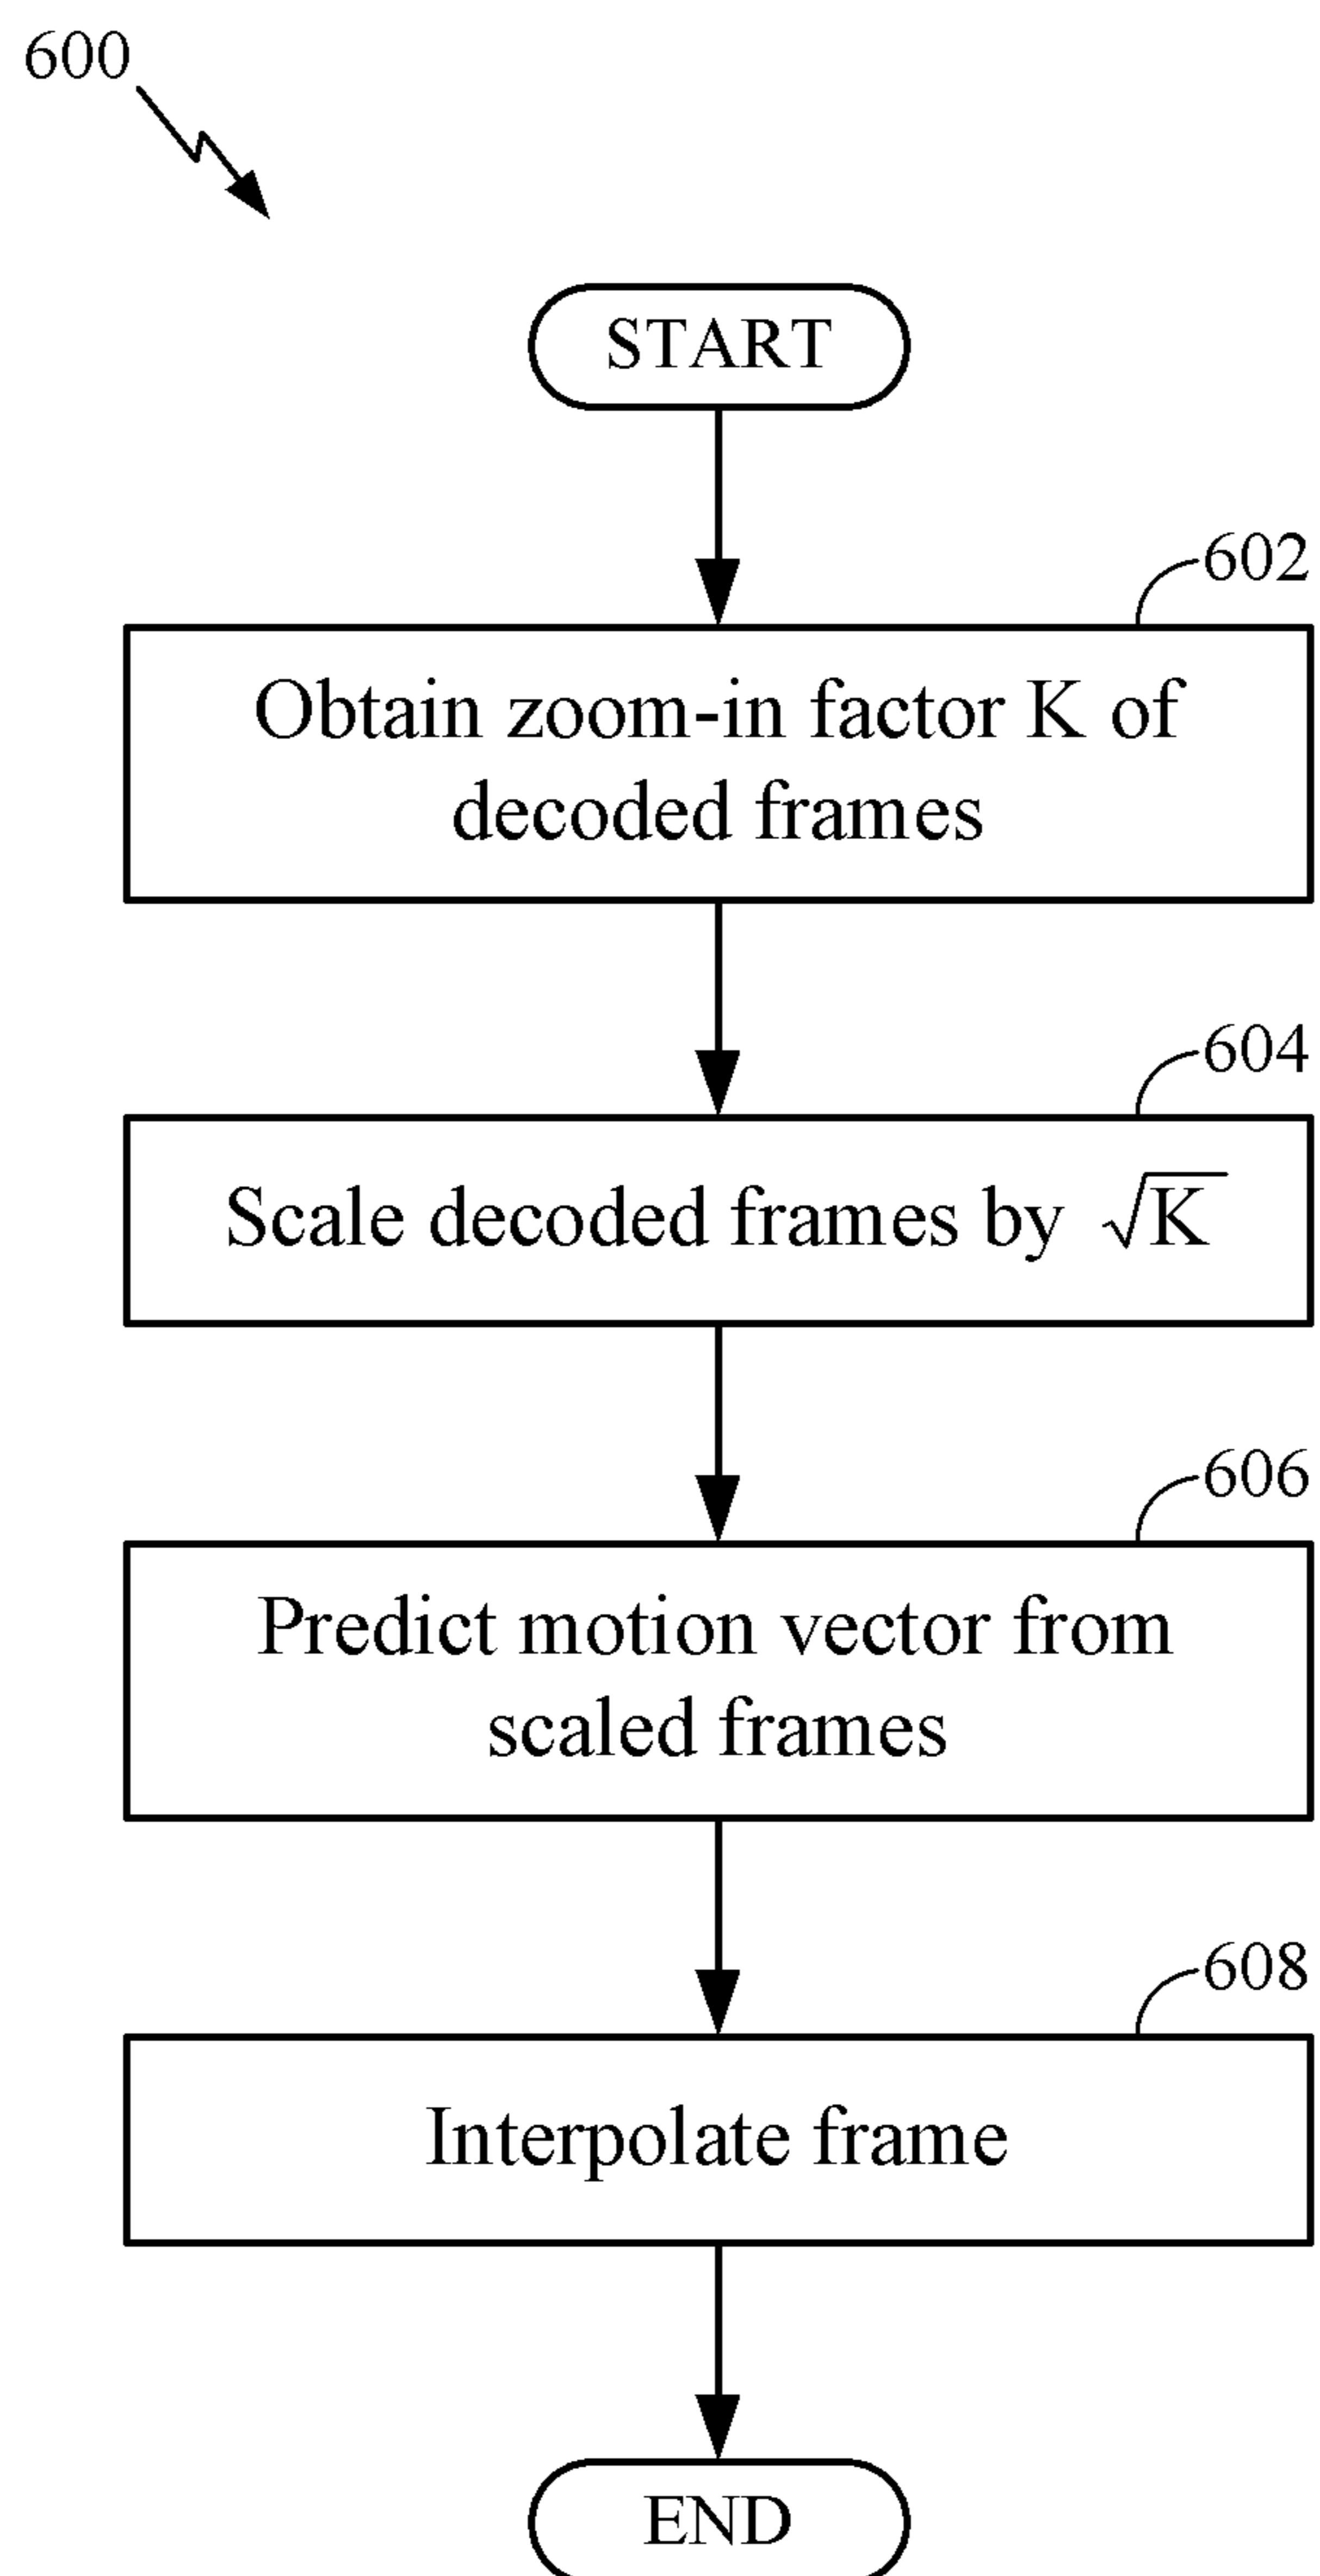 600
START
602
Obtain zoom-in factor K of
decoded frames
604
Scale decoded frames by √K
606
Predict motion vector from
scaled frames
608
Interpolate frame
END